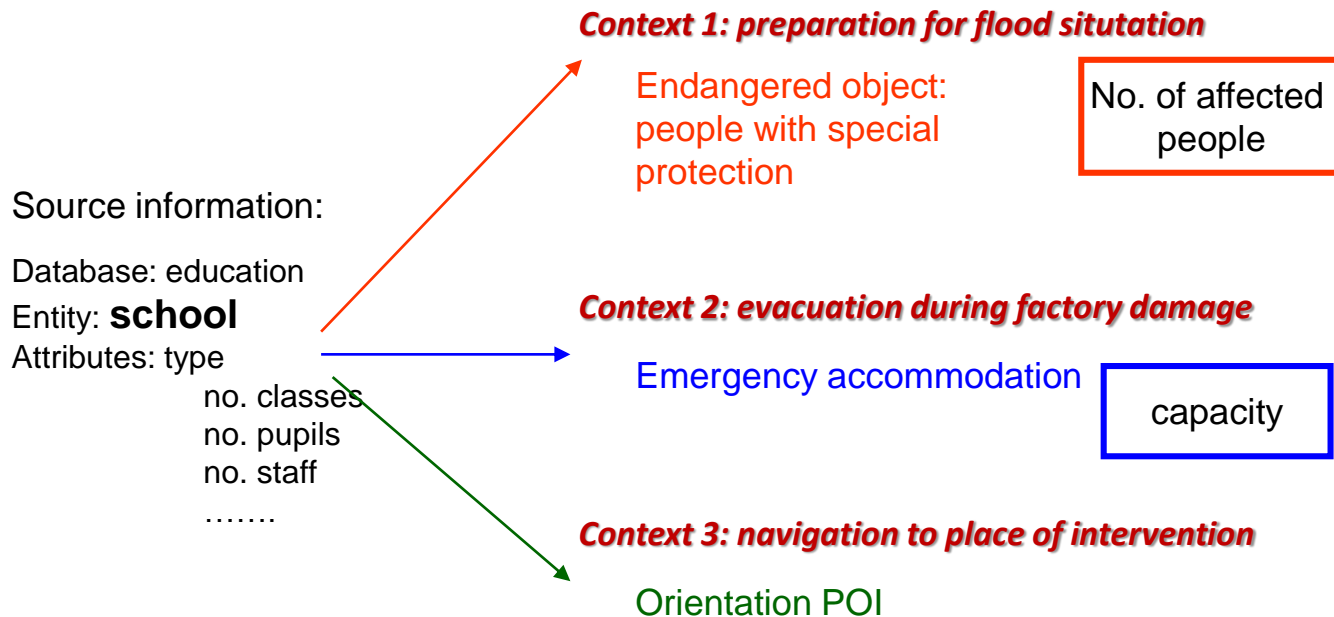 Context 1: preparation for flood situtation
Endangered object:
people with special
protection
No. of affected
people
Source information:
Database: education
Entity: school
Attributes: type
no. classes
no. pupils
no. staff
…….
Context 2: evacuation during factory damage
Emergency accommodation
capacity
Context 3: navigation to place of intervention
Orientation POI